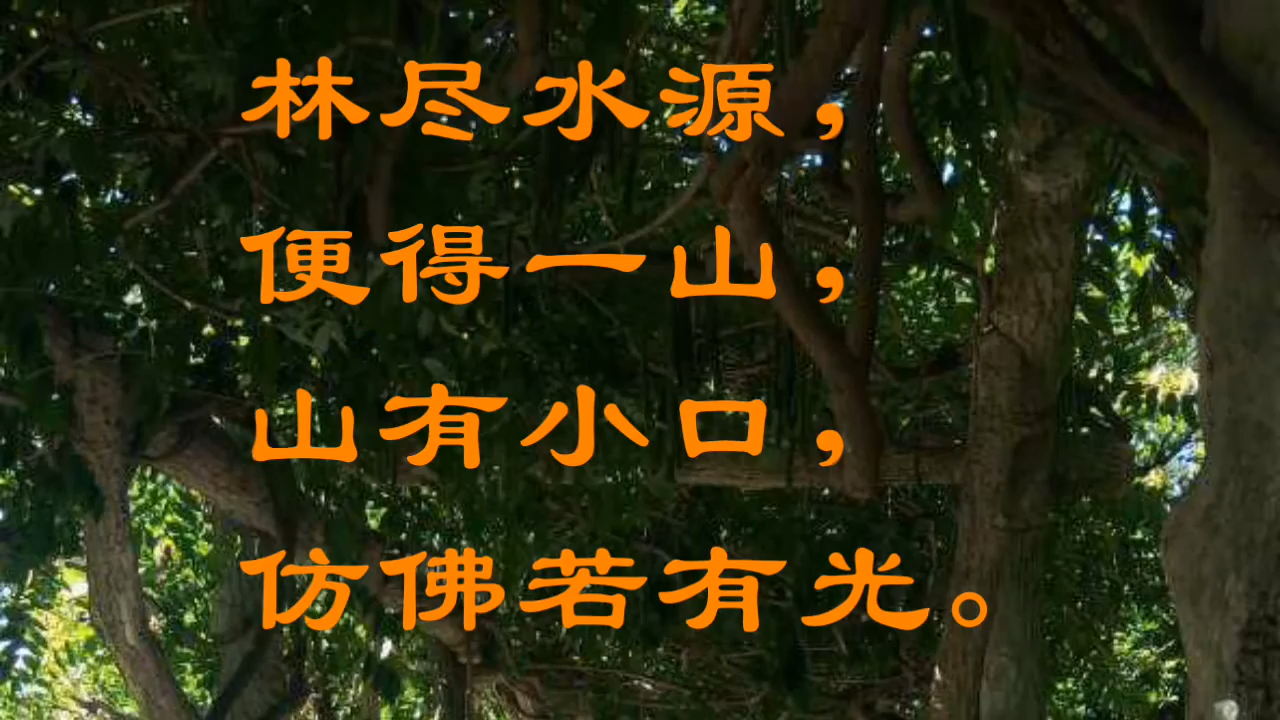 林尽水源，
便得一山，
山有小口，
仿佛若有光。